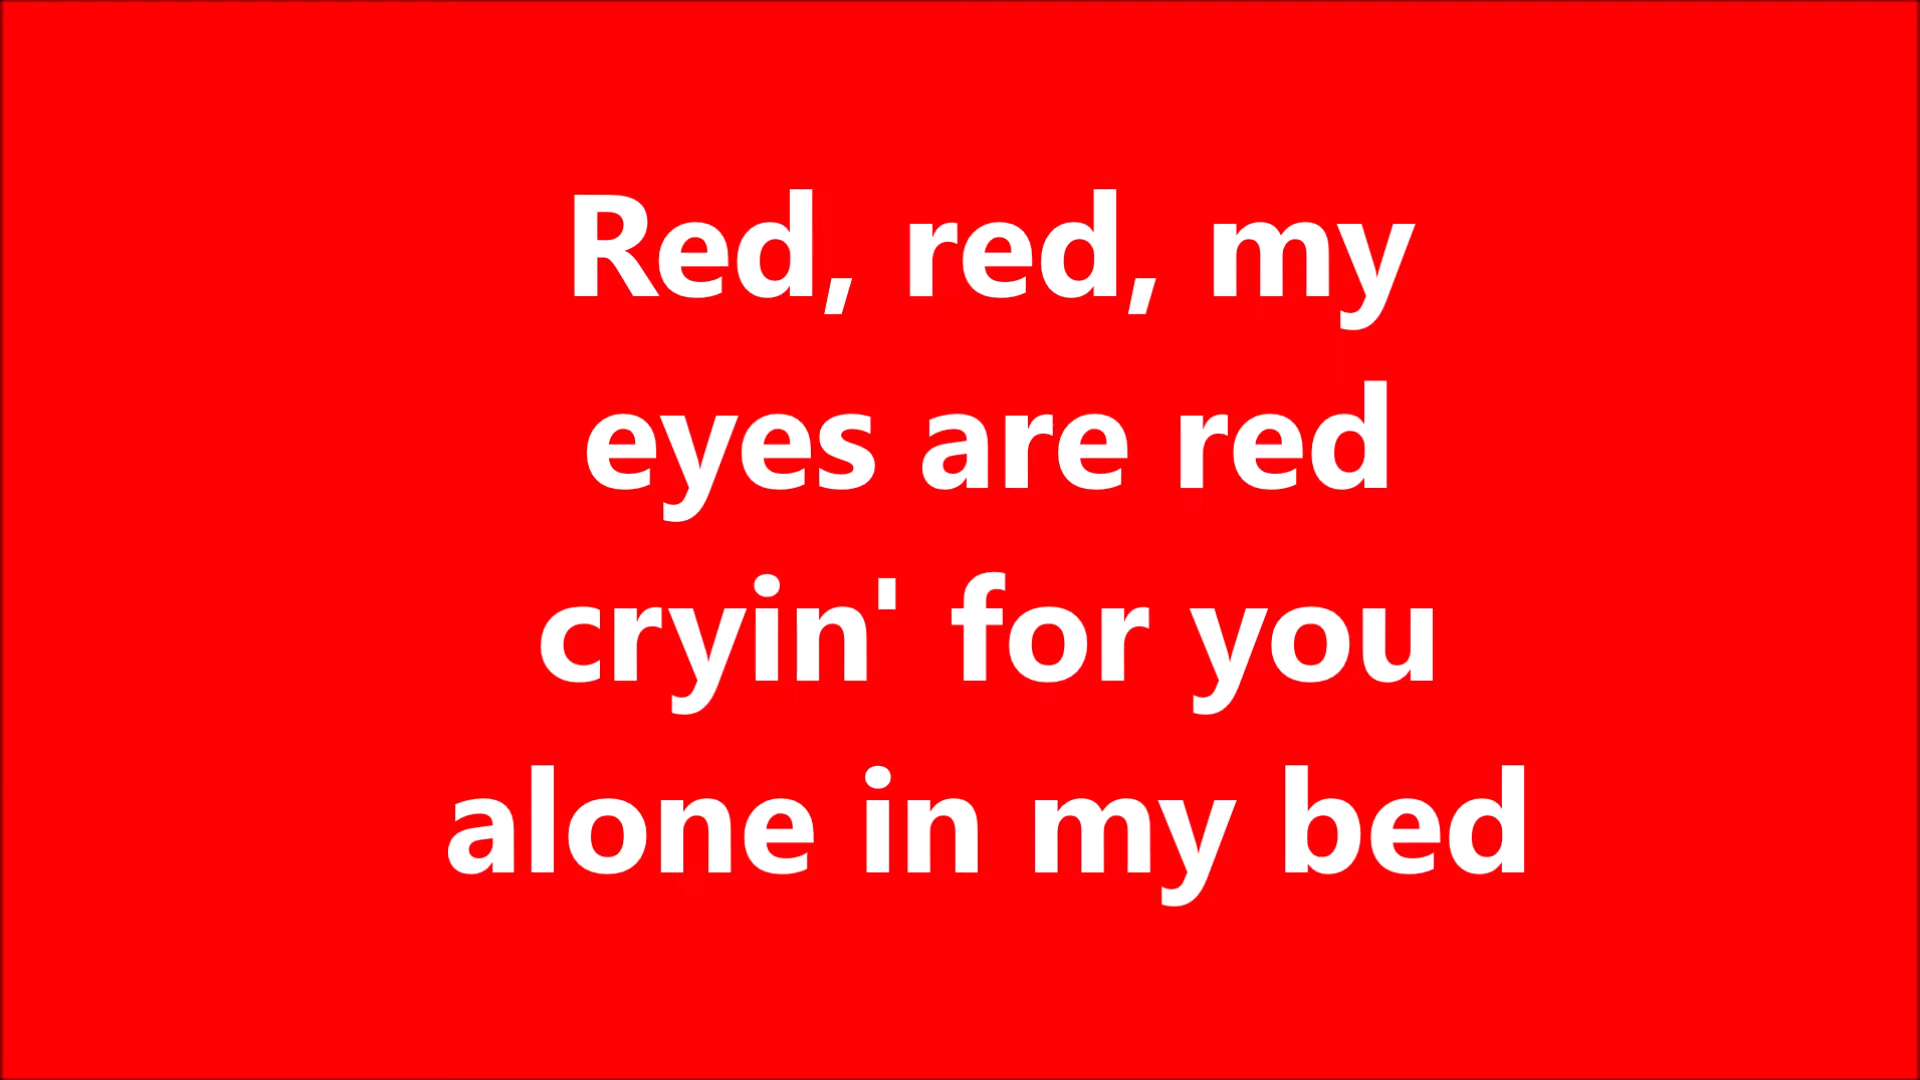 Red, red, my
eyes are red
cryin' for you
alone in my bed